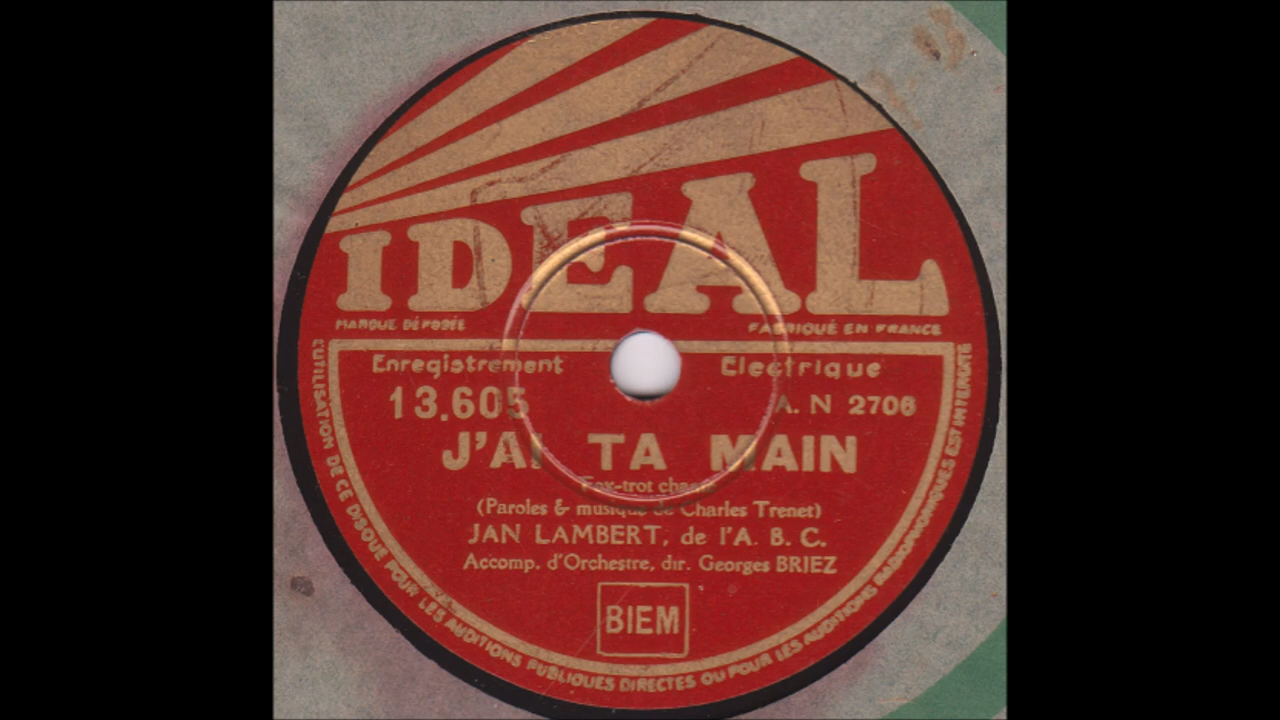 IDEAL
MARQUE DÉPOSÉE
FABRIQUÉ EN FRANCE
Enregistrement Electrique
13.605 A. N 2706
J'AI TA MAIN
Fox-trot chanté
(Paroles & musique de Charles Trenet)
JAN LAMBERT, de l'A. B. C.
Accomp. d'Orchestre, dir. Georges BRIEZ
BIEM
L'UTILISATION DE CE DISQUE POUR LES AUDITIONS PUBLIQUES DIRECTES OU POUR LES AUDITIONS RADIOPHONIQUES EST INTERDITE